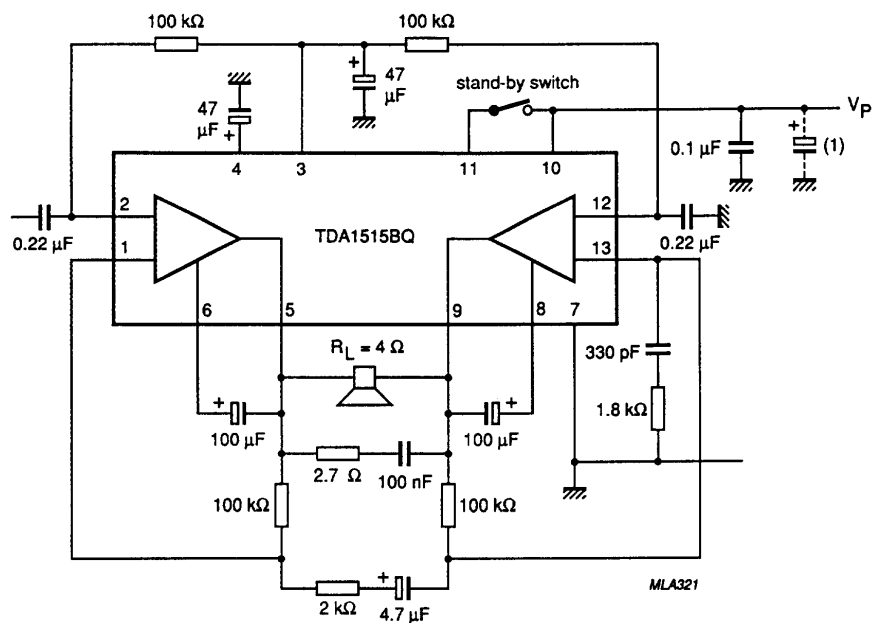 100 kΩ
100 kΩ
+
47 μF
stand-by switch
47 μF
+
VP
0.1 μF
+
(1)
4
3
11
10
2
12
0.22 μF
TDA1515BQ
0.22 μF
1
13
6
5
9
8
7
RL = 4 Ω
330 pF
+
+
1.8 kΩ
100 μF
100 μF
2.7 Ω
100 nF
100 kΩ
100 kΩ
+
2 kΩ
4.7 μF
MLA321